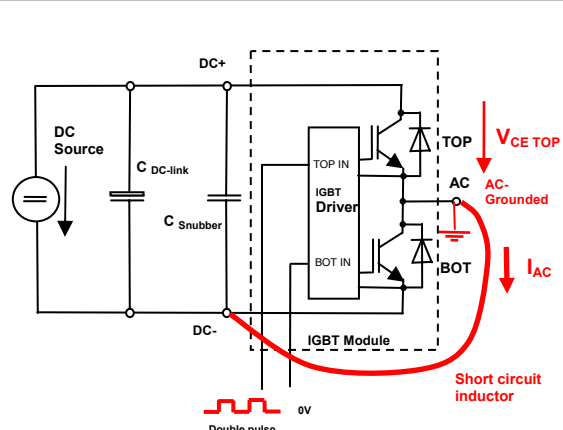 DC+
DC
Source
C DC-link
C Snubber
TOP IN
IGBT
Driver
BOT IN
TOP
V CE TOP
AC
AC-
Grounded
BOT
I AC
DC-
IGBT Module
Short circuit
inductor
0V
Double pulse